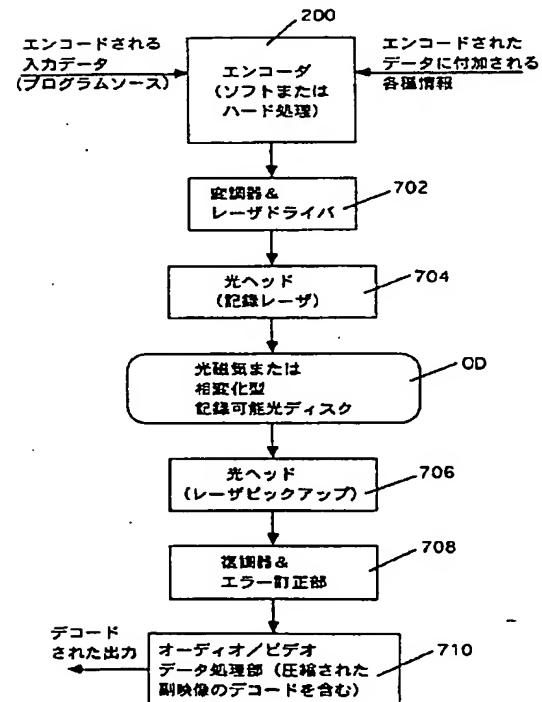 200
エンコードされる
入力データ
(プログラムソース)
エンコーダ
(ソフトまたは
ハード処理)
エンコードされた
データに付加される
各種情報
変調器&
レーザドライバ
702
光ヘッド
(記録レーザ)
704
光磁気または
相変化型
記録可能光ディスク
OD
光ヘッド
(レーザピックアップ)
706
復調器&
エラー訂正部
708
デコード
された出力
オーディオ/ビデオ
データ処理部(圧縮された
副映像のデコードを含む)
710